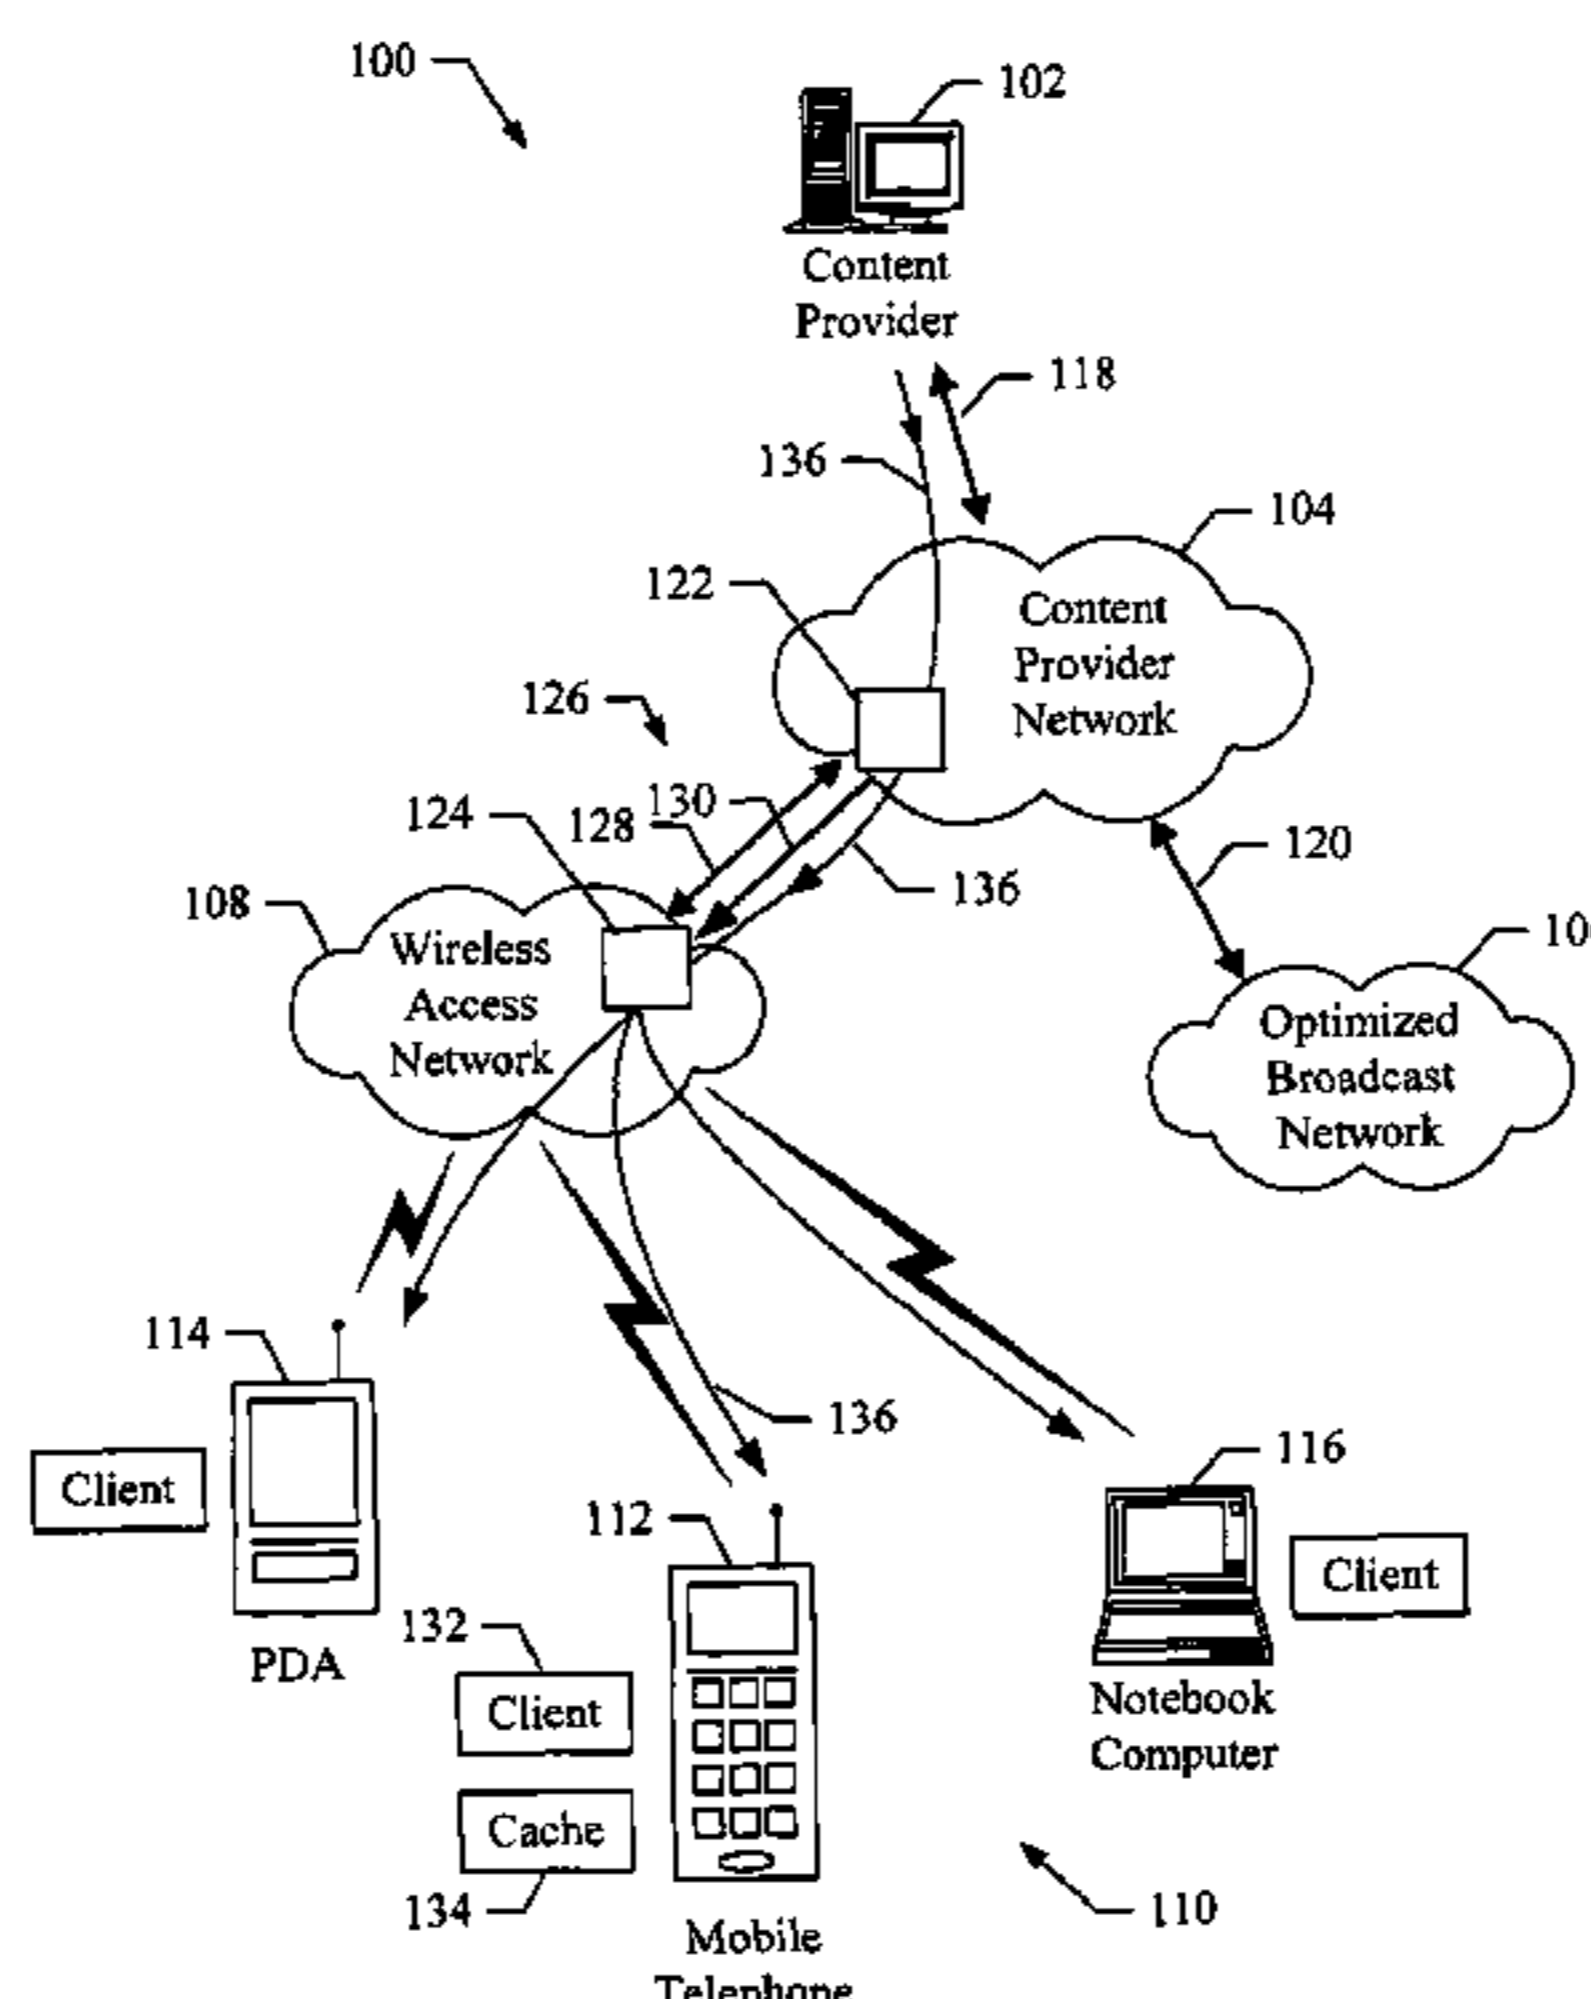 100
102
Content
Provider
118
136
104
122
Content
Provider
Network
126
130
124
128
120
136
108
Wireless
Access
Network
Optimized
Broadcast
Network
114
136
116
Client
112
Client
132
PDA
Client
Notebook
Computer
Cache
134
110
Mobile
Telephone